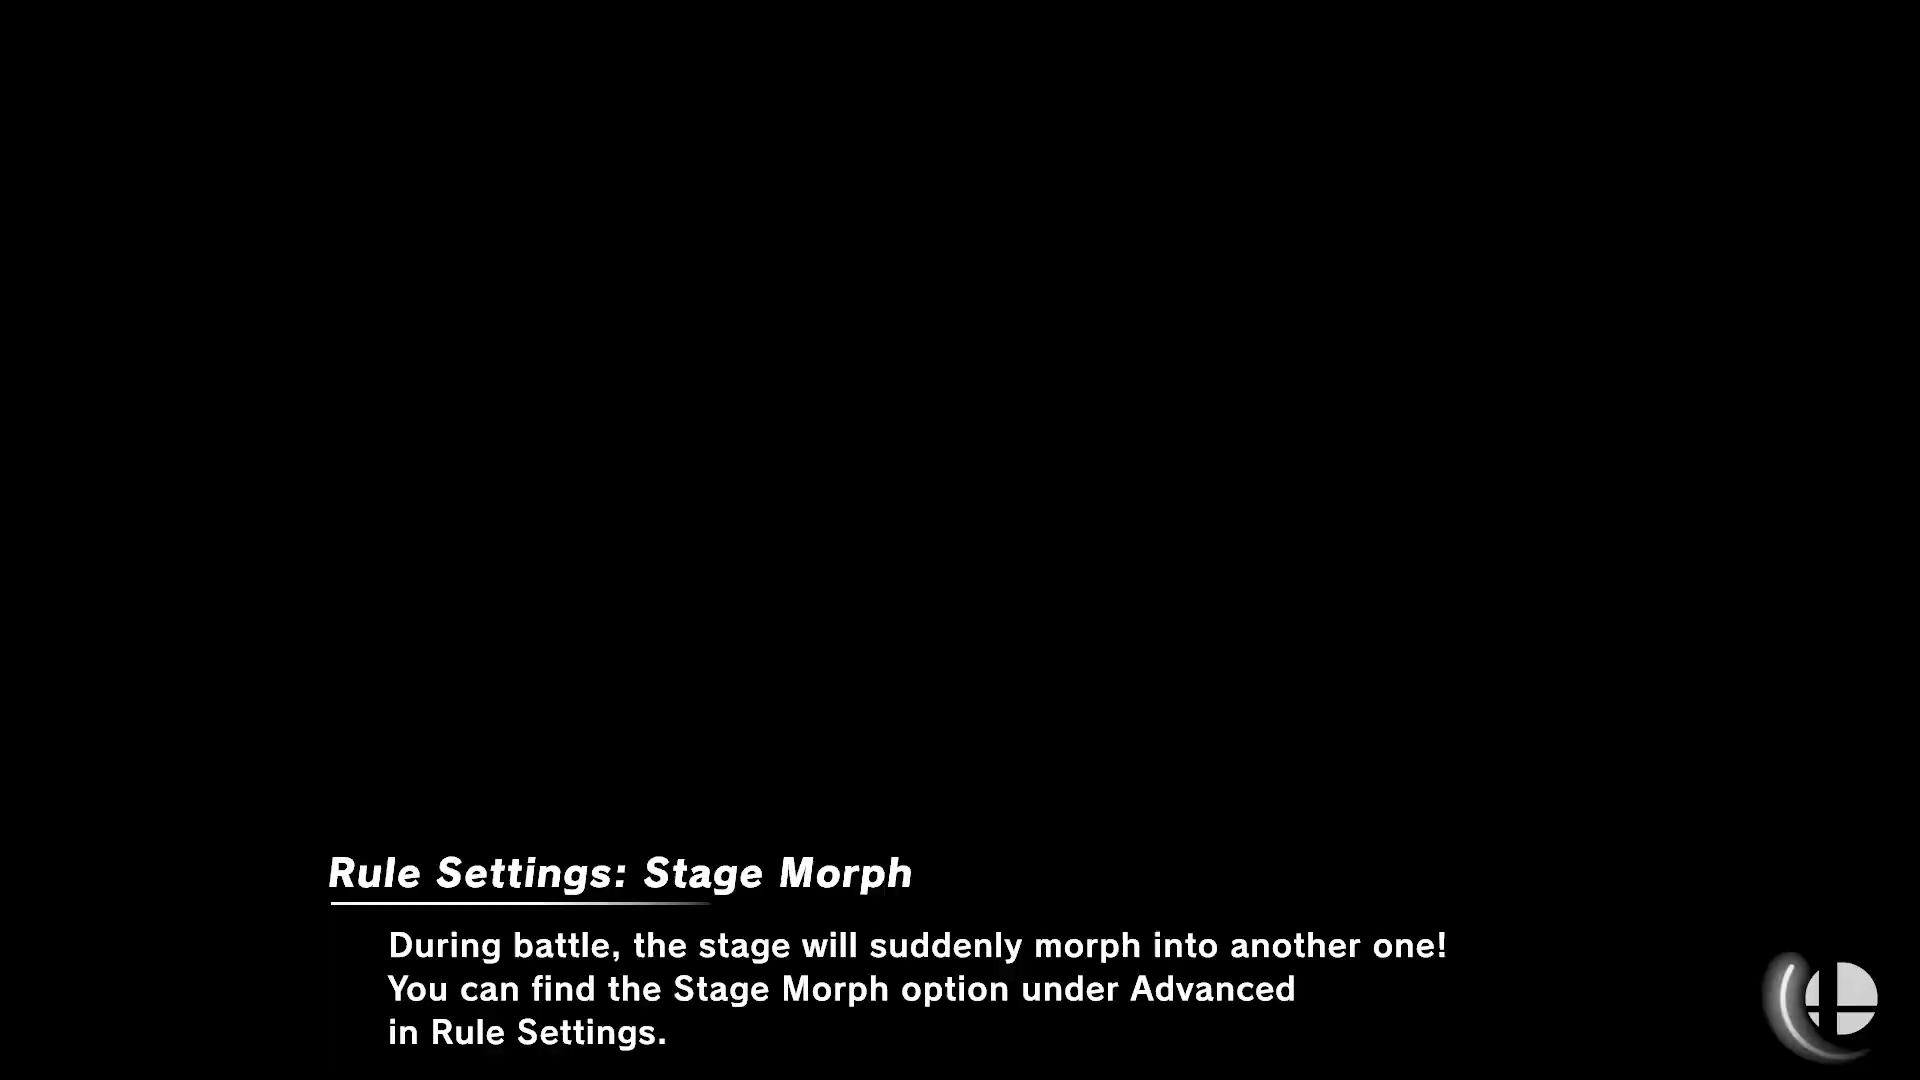 Rule Settings: Stage Morph
During battle, the stage will suddenly morph into another one!
You can find the Stage Morph option under Advanced
in Rule Settings.